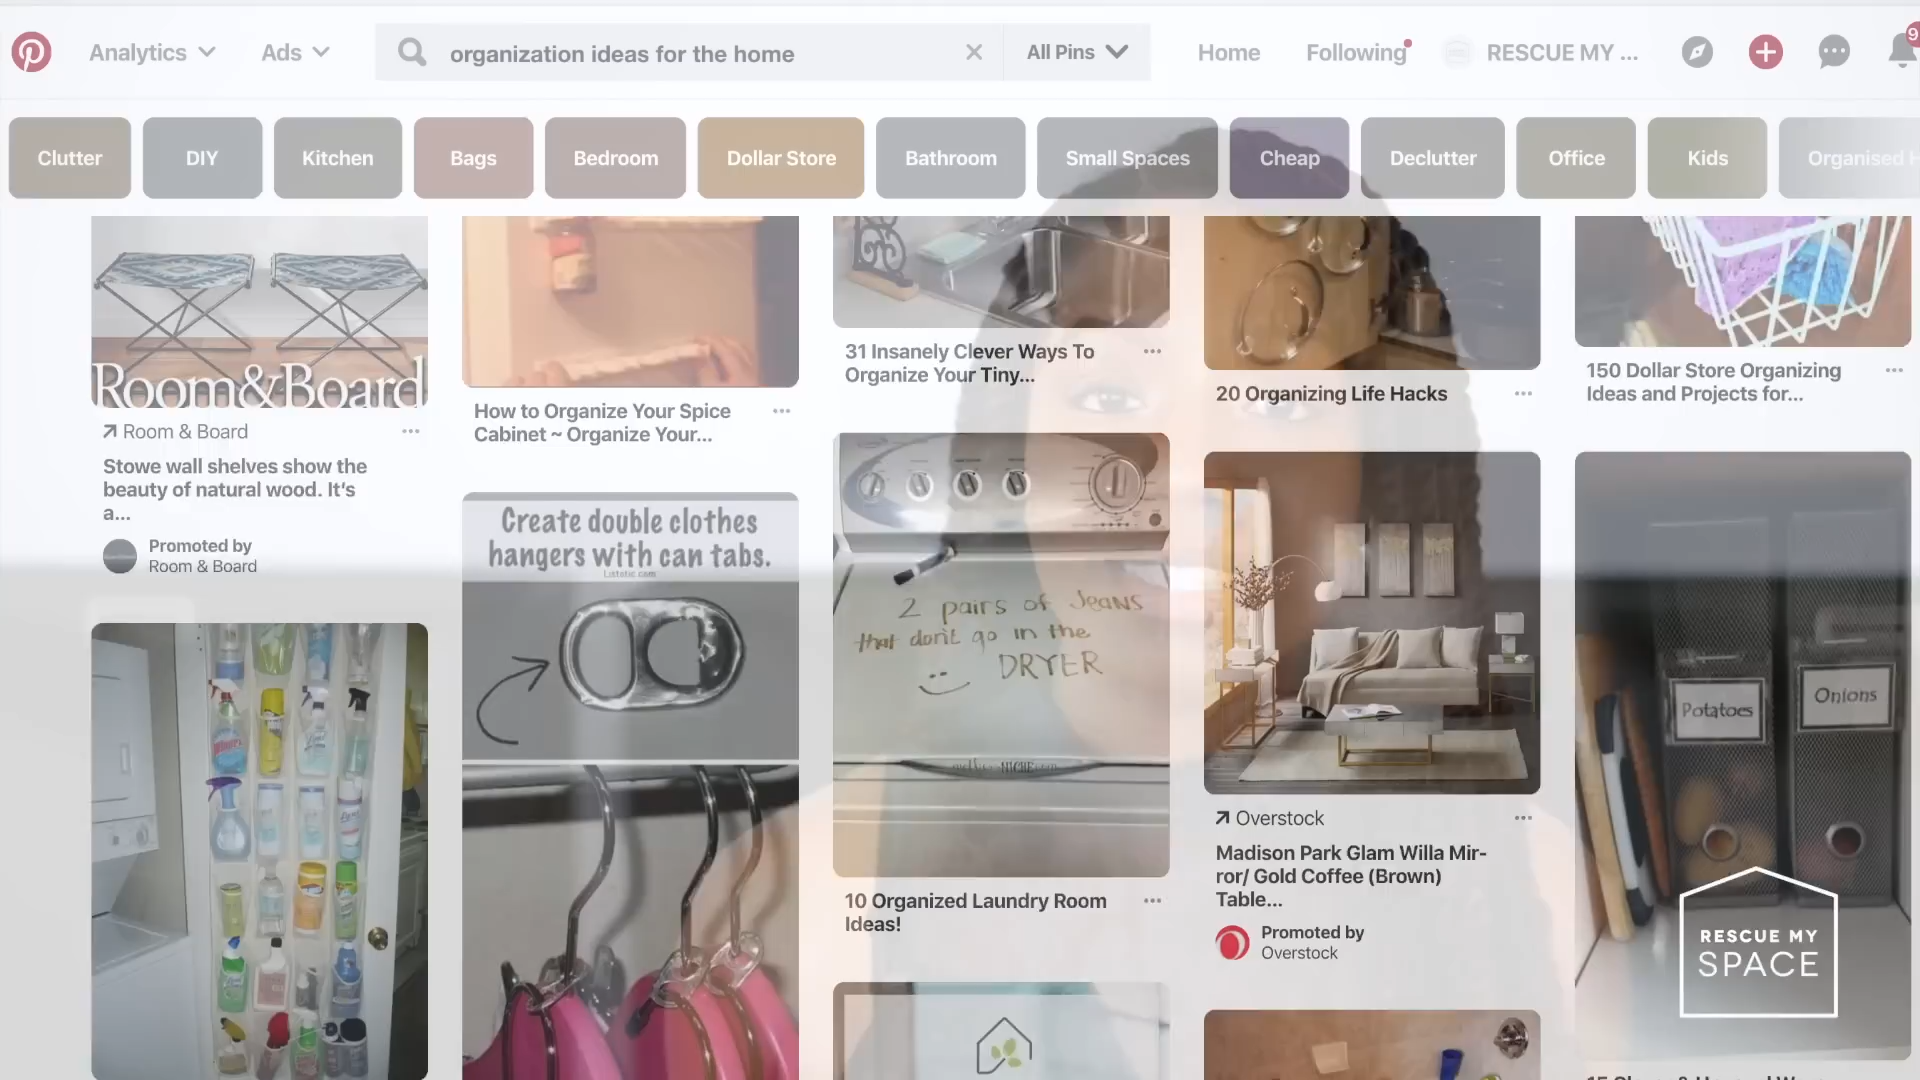 Analytics
Ads
organization ideas for the home
All Pins
Home
Following
RESCUE MY ...
9
Clutter
DIY
Kitchen
Bags
Bedroom
Dollar Store
Bathroom
Small Spaces
Cheap
Declutter
Office
Kids
Organised H
Room&Board
Room & Board
Stowe wall shelves show the
beauty of natural wood. It's
a...
Promoted by
Room & Board
How to Organize Your Spice
Cabinet ~ Organize Your...
Create double clothes
hangers with can tabs.
Listotic.com
31 Insanely Clever Ways To
Organize Your Tiny...
2 pairs of Jeans
that don't go in the
DRYER
10 Organized Laundry Room
Ideas!
20 Organizing Life Hacks
Overstock
Madison Park Glam Willa Mir-
ror/ Gold Coffee (Brown)
Table...
Promoted by
Overstock
150 Dollar Store Organizing
Ideas and Projects for...
Potatoes
Onions
RESCUE MY
SPACE